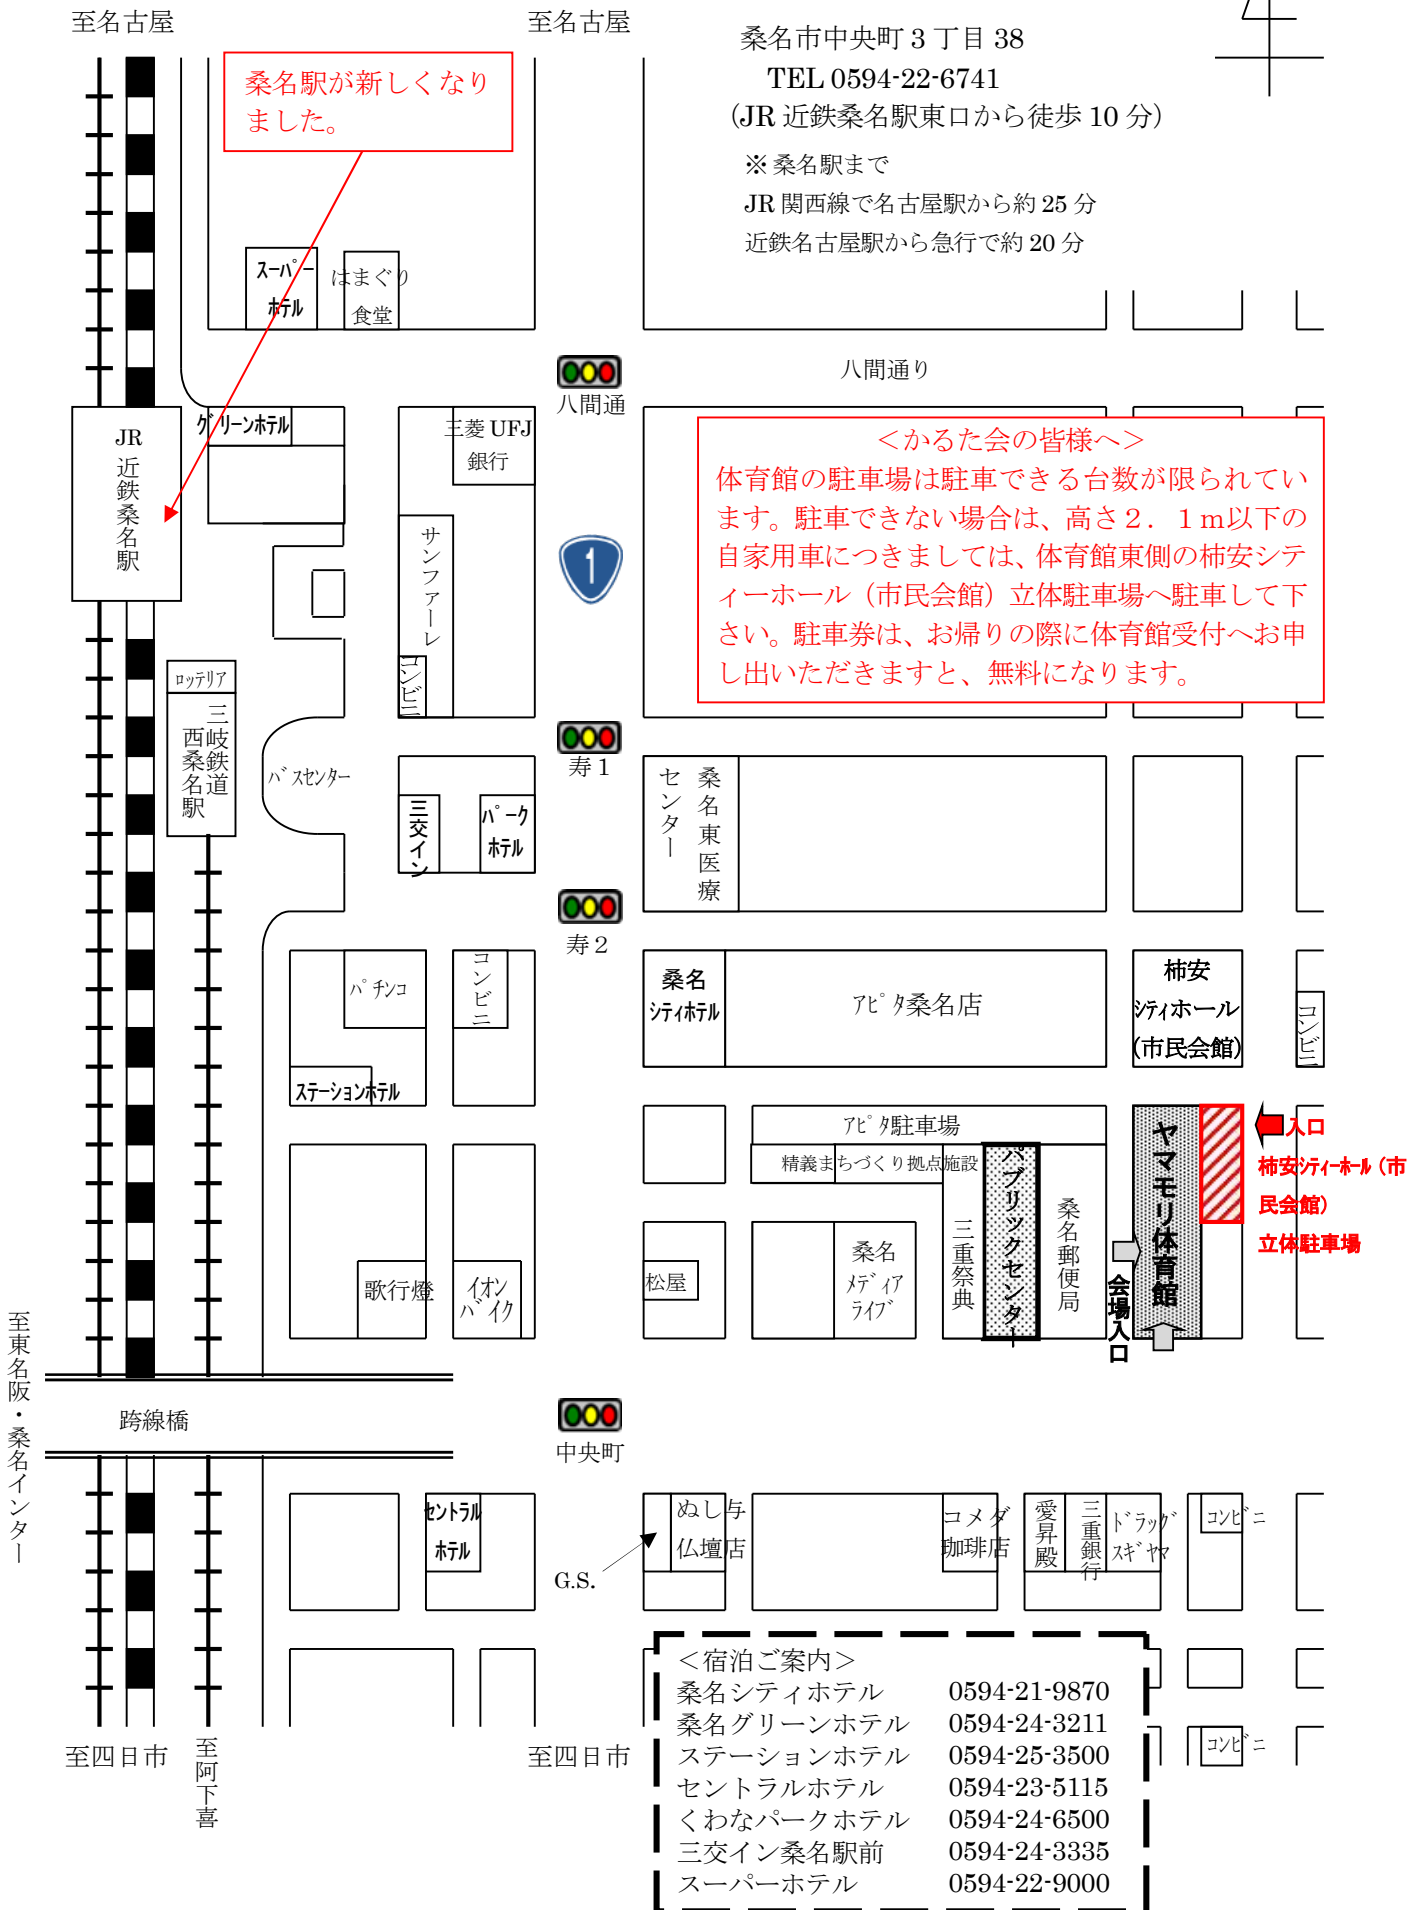 至名古屋
至名古屋
桑名市中央町3丁目38
TEL 0594-22-6741
(JR近鉄桑名駅東口から徒歩10分)
※桑名駅まで
JR関西線で名古屋駅から約25分
近鉄名古屋駅から急行で約20分
桑名駅が新しくなり
ました。
スーパー
ホテル
はまぐり
食堂
八間通
八間通り
JR
近鉄桑名駅
グリーンホテル
三菱UFJ
銀行
サンファーレ
コンビニ
1
<かるた会の皆様へ>
体育館の駐車場は駐車できる台数が限られてい
ます。駐車できない場合は、高さ2．1m以下の
自家用車につきましては、体育館東側の柿安シテ
ィーホール（市民会館）立体駐車場へ駐車して下
さい。駐車券は、お帰りの際に体育館受付へお申
し出いただきますと、無料になります。
ロッテリア
三岐鉄道
西桑名駅
バスセンター
寿1
三交イン
パーク
ホテル
桑名東医療
センター
寿2
パチンコ
コンビニ
ステーションホテル
桑名
シティホテル
アピタ桑名店
柿安
シティホール
(市民会館)
コンビニ
アピタ駐車場
精義まちづくり拠点施設
三重祭典
パブリックセンター
桑名郵便局
ヤマモリ体育館
会場入口
入口
柿安シティーホール（市
民会館）
立体駐車場
歌行燈
イオン
バイク
松屋
桑名
メディア
ライブ
至東名阪・桑名インター
跨線橋
中央町
セントラル
ホテル
G.S.
ぬし与
仏壇店
コメダ
珈琲店
愛昇殿
三重銀行
ドラッグ
スギヤマ
コンビニ
<宿泊ご案内>
桑名シティホテル 0594-21-9870
桑名グリーンホテル 0594-24-3211
ステーションホテル 0594-25-3500
セントラルホテル 0594-23-5115
くわなパークホテル 0594-24-6500
三交イン桑名駅前 0594-24-3335
スーパーホテル 0594-22-9000
コンビニ
至四日市
至阿下喜
至四日市